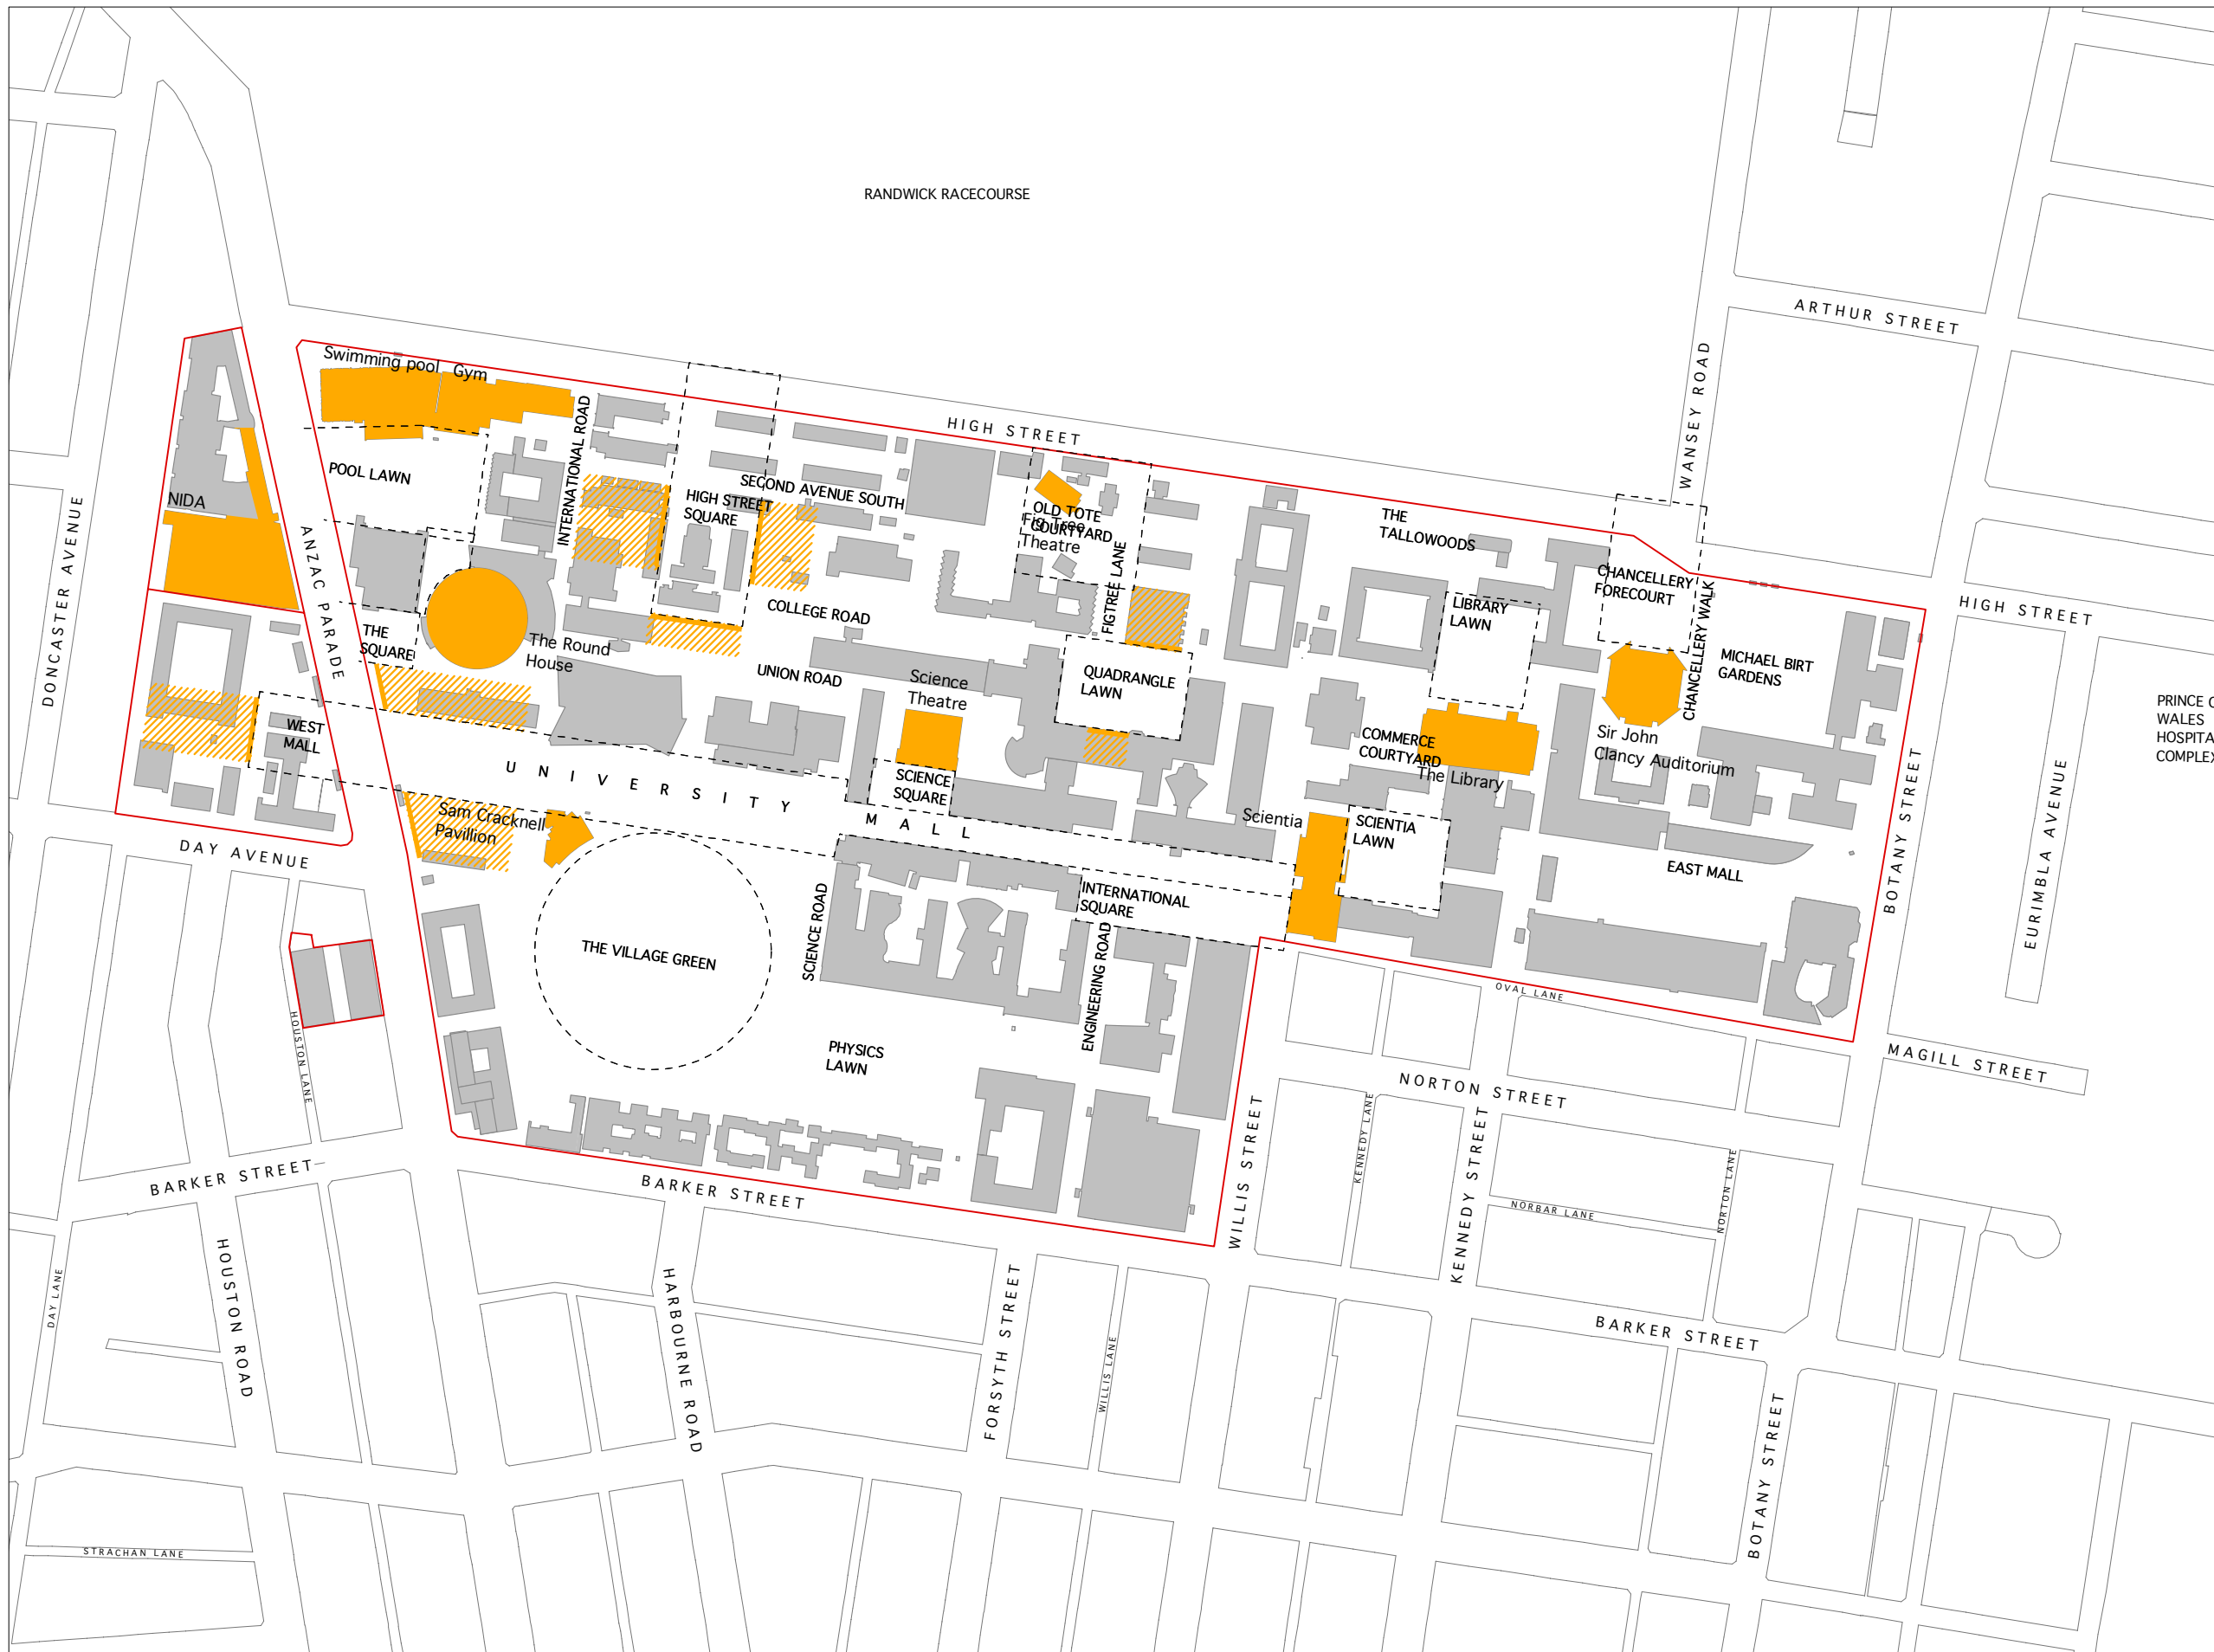 RANDWICK RACECOURSE
ARTHUR STREET
WANSEY ROAD
DONCASTER AVENUE
Swimming pool
Gym
HIGH STREET
INTERNATIONAL ROAD
POOL LAWN
NIDA
ANZAC PARADE
HIGH STREET
SQUARE
SECOND AVENUE SOUTH
OLD TOTE
COURTYARD
Fig Tree
Theatre
FIGTREE LANE
THE
TALLOWOODS
CHANCELLERY
FORECOURT
CHANCELLERY WALK
LIBRARY
LAWN
HIGH STREET
COLLEGE ROAD
THE
SQUARE
The Round
House
UNION ROAD
Science
Theatre
QUADRANGLE
LAWN
MICHAEL BIRT
GARDENS
WALES
WEST
MALL
COMMERCE
COURTYARD
The Library
Sir John
Clancy Auditorium
UNIVERSITY
MALL
SCIENCE
SQUARE
Sam Cracknell
Pavillion
Scientia
SCIENTIA
LAWN
EAST MALL
BOTANY STREET
EURIMBLA AVENUE
DAY AVENUE
INTERNATIONAL
SQUARE
SCIENCE ROAD
THE VILLAGE GREEN
ENGINEERING ROAD
OVAL LANE
HOUSTON LANE
PHYSICS
LAWN
MAGILL STREET
NORTON STREET
KENNEDY LANE
KENNEDY STREET
WILLIS STREET
NORTON LANE
NORBAR LANE
BARKER STREET
BARKER STREET
HOUSTON ROAD
DAY LANE
HARBOURNE ROAD
FORSYTH STREET
WILLIS LANE
BARKER STREET
BOTANY STREET
STRACHAN LANE